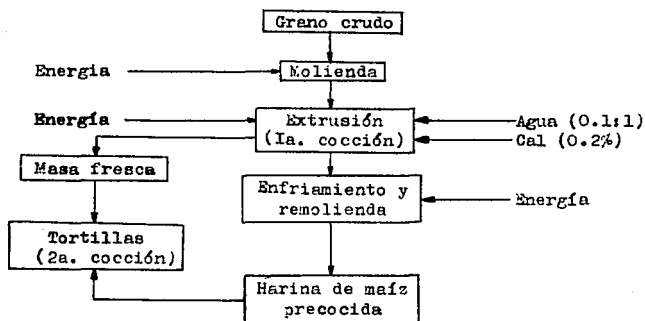 Grano crudo
Energia
Molienda
Energía
Extrusión
(Ia. cocción)
Agua (0.1:1)
Cal (0.2%)
Masa fresca
Enfriamiento y
remolienda
Energía
Tortillas
(2a. cocción)
Harina de maíz
precocida